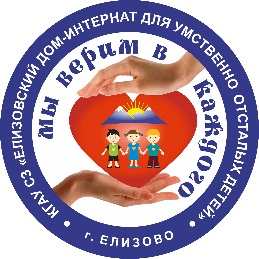 КГАУ СЗ «ЕЛИЗОВСКИЙ ДОМ-ИНТЕРНАТ ДЛЯ УМСТВЕННО ОТСТАЛЫХ ДЕТЕЙ»
мы верим в каждого
г. ЕЛИЗОВО